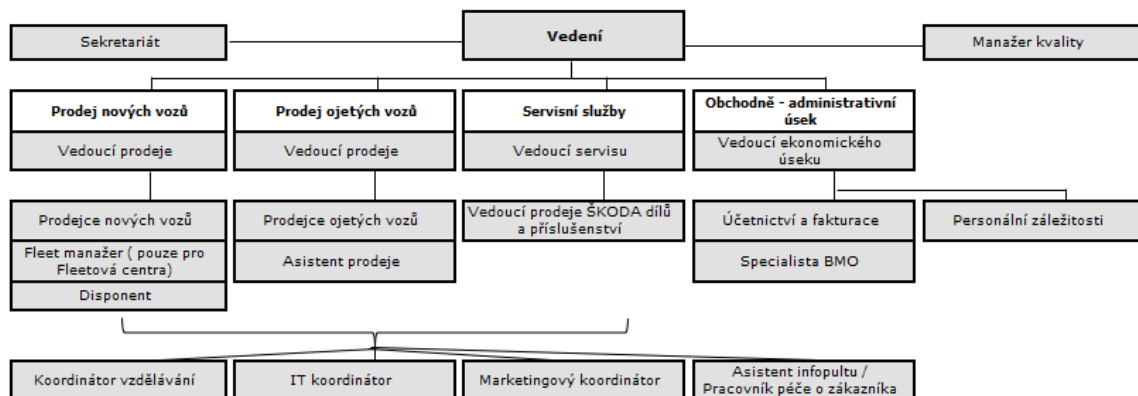 Vedení
Sekretariát
Manažer kvality
Prodej nových vozů
Vedoucí prodeje
Prodej ojetých vozů
Vedoucí prodeje
Servisní služby
Vedoucí servisu
Obchodně - administrativní
úsek
Vedoucí ekonomického
úseku
Prodejce nových vozů
Fleet manažer ( pouze pro
Fleetová centra)
Disponent
Prodejce ojetých vozů
Asistent prodeje
Vedoucí prodeje ŠKODA dílů
a příslušenství
Účetnictví a fakturace
Specialista BMO
Personální záležitosti
Koordinátor vzdělávání
IT koordinátor
Marketingový koordinátor
Asistent infopultu /
Pracovník péče o zákazníka